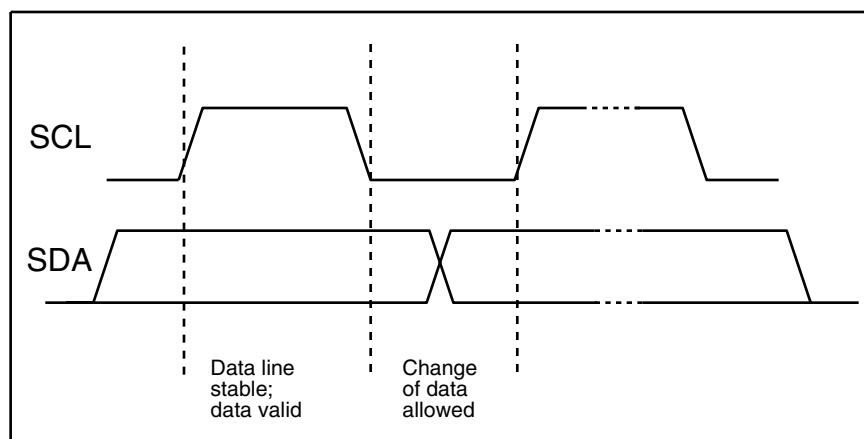 SCL
SDA
Data line
stable;
data valid
Change
of data
allowed